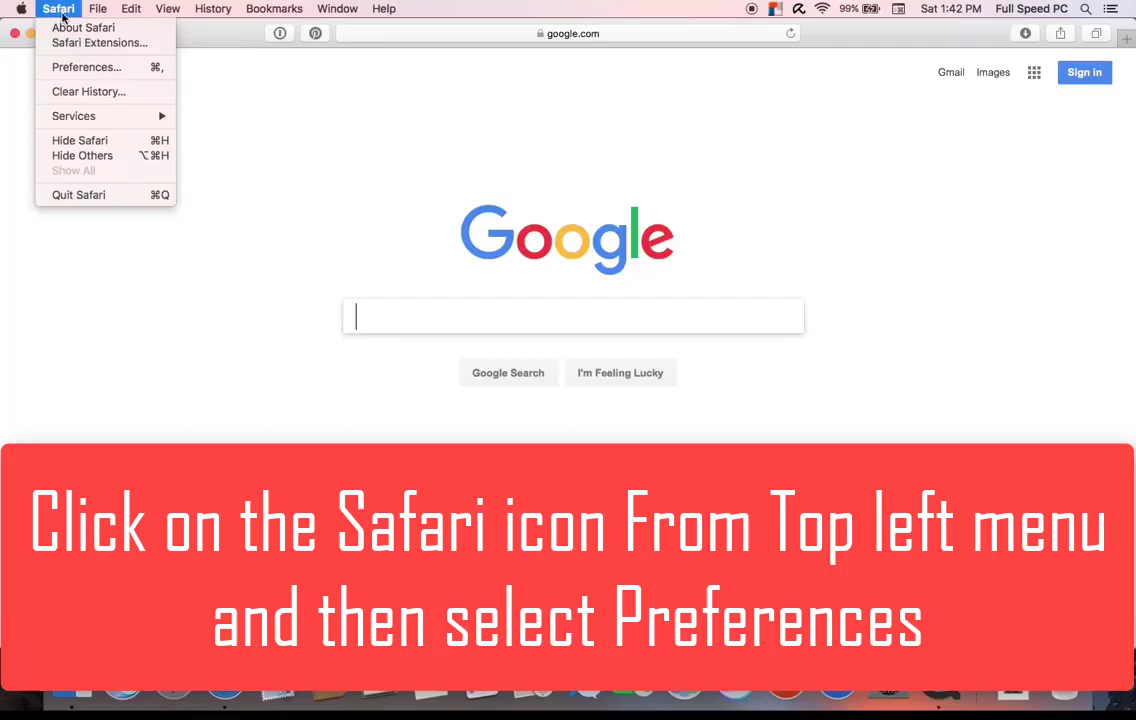 Safari File Edit View History Bookmarks Window Help 99% Sat 1:42 PM Full Speed PC
About Safari
Safari Extensions...
Preferences... ⌘,
Clear History...
Services
Hide Safari ⌘H
Hide Others ⌥⌘H
Show All
Quit Safari ⌘Q
google.com
Gmail Images Sign in
Google
Google Search I'm Feeling Lucky
Click on the Safari icon From Top left menu
and then select Preferences